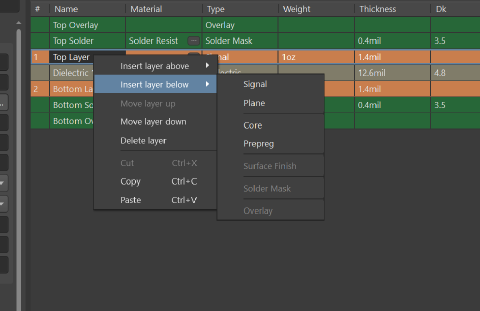 # Name Material Type Weight Thickness Dk
Top Overlay Overlay
Top Solder Solder Resist Solder Mask 0.4mil 3.5
1 Top Layer 1oz 1.4mil
Dielectric 12.6mil 4.8
2 Bottom La 1.4mil
Bottom So 0.4mil 3.5
Bottom Ov
Insert layer above
Insert layer below
Move layer up
Move layer down
Delete layer
Cut Ctrl+X
Copy Ctrl+C
Paste Ctrl+V
Signal
Plane
Core
Prepreg
Surface Finish
Solder Mask
Overlay